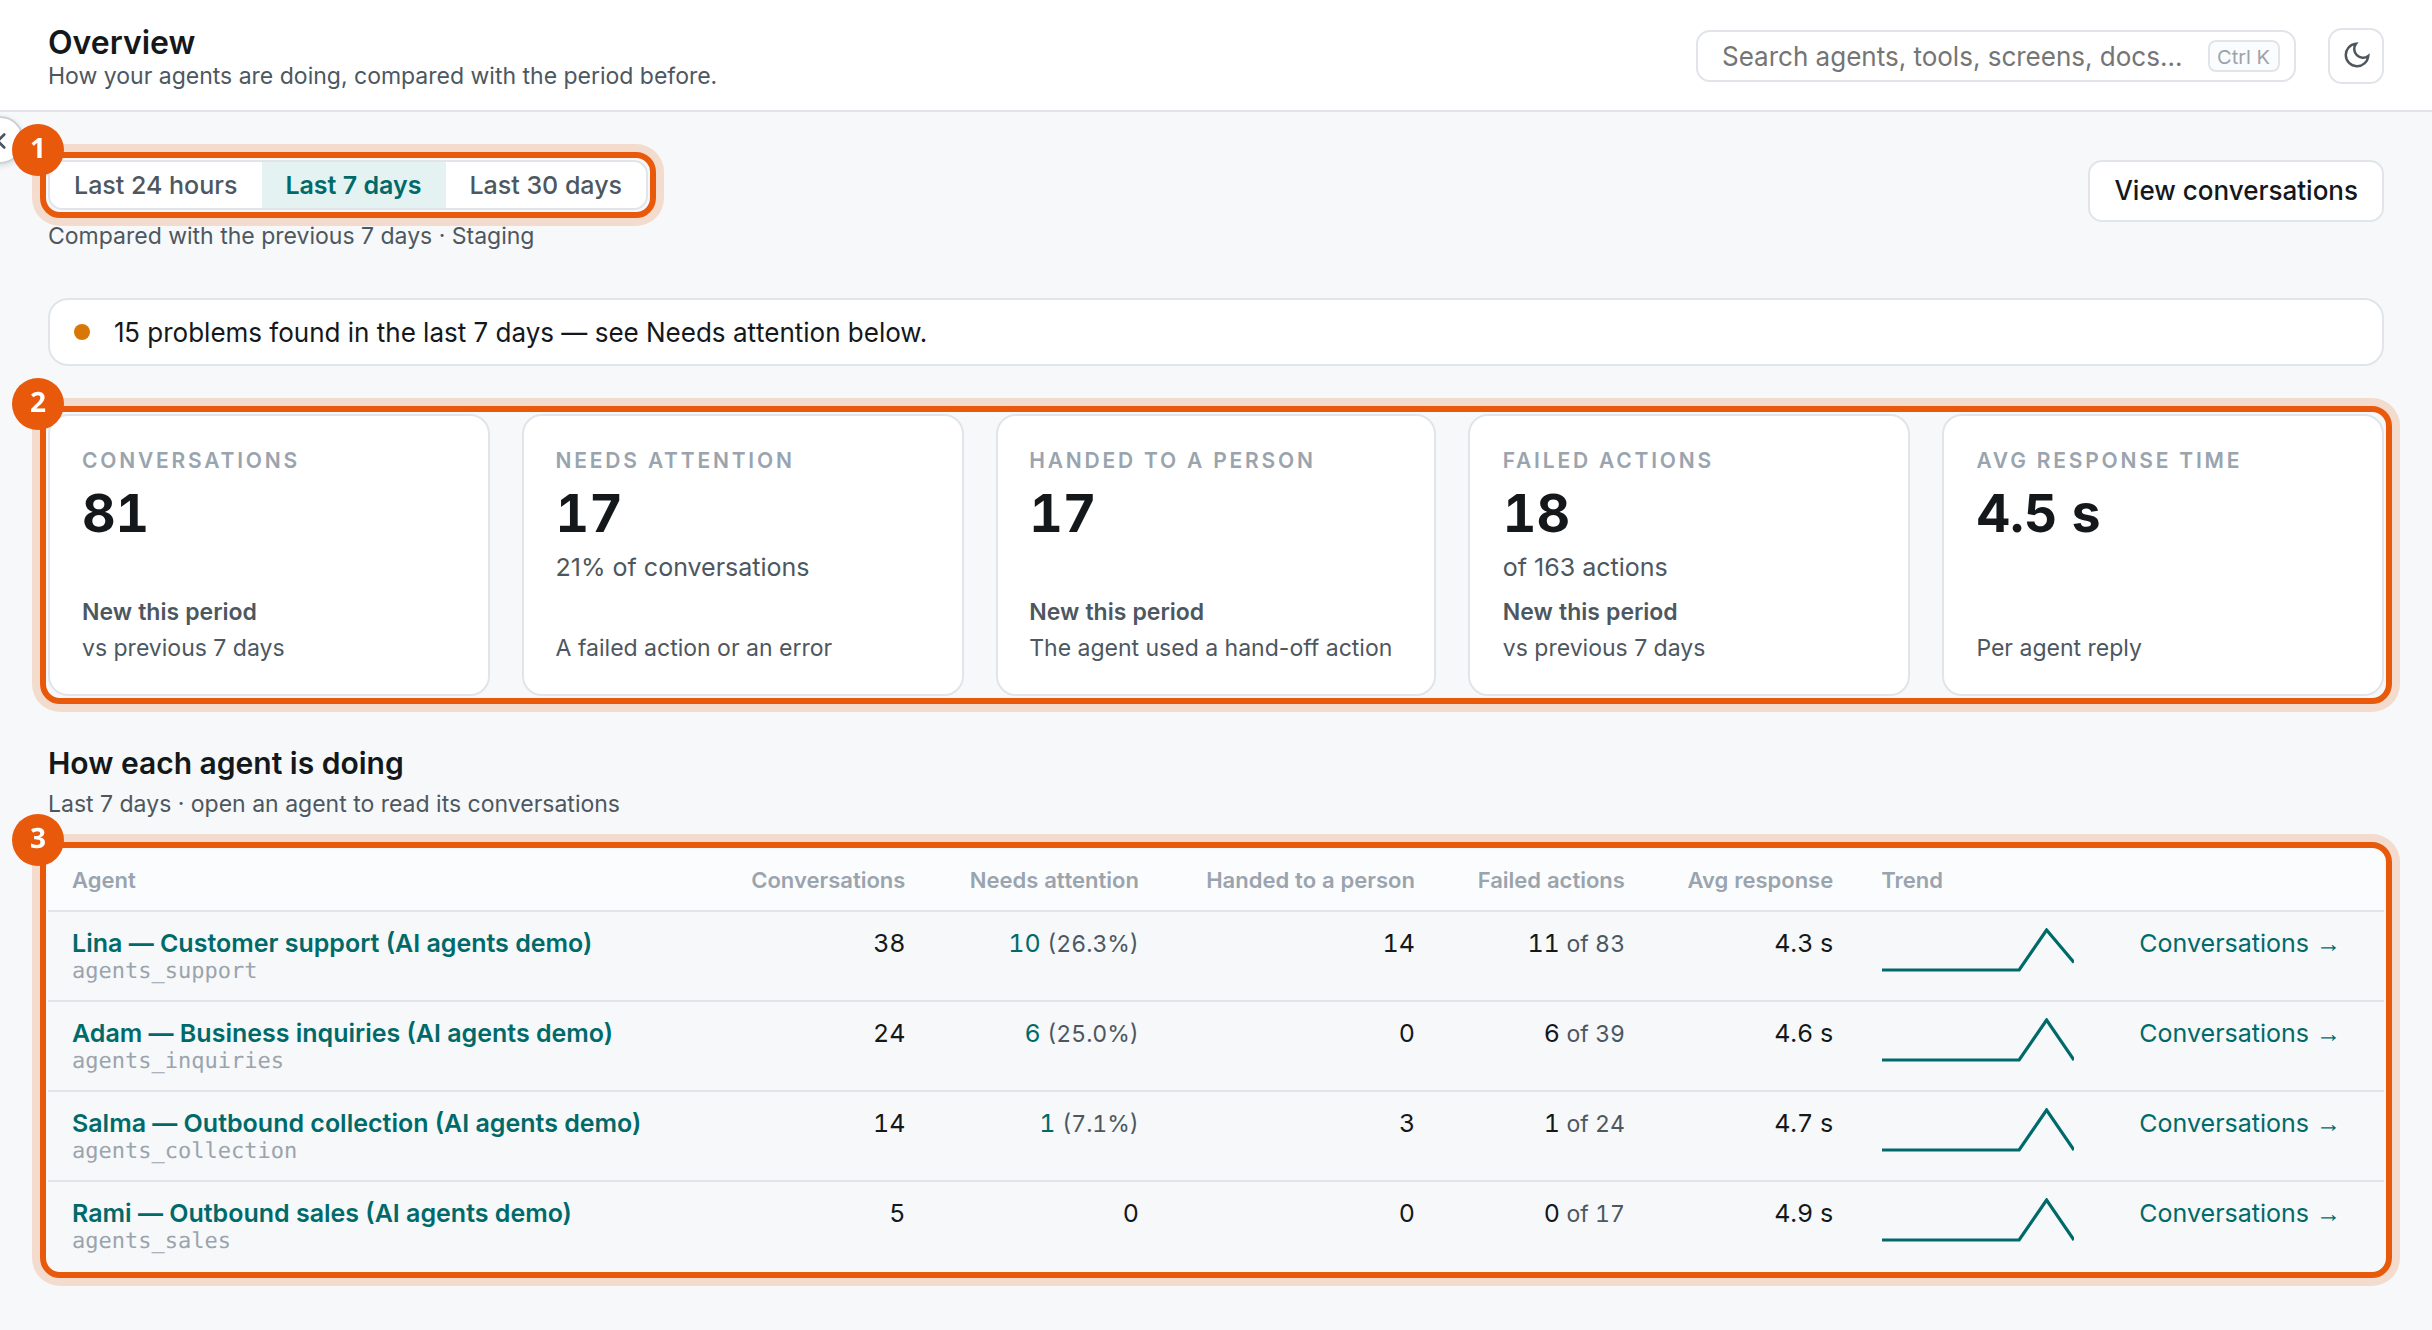 Overview
How your agents are doing, compared with the period before.
Search agents, tools, screens, docs... Ctrl K
1
Last 24 hours Last 7 days Last 30 days
View conversations
Compared with the previous 7 days · Staging
15 problems found in the last 7 days — see Needs attention below.
2
CONVERSATIONS
81
New this period
vs previous 7 days
NEEDS ATTENTION
17
21% of conversations
A failed action or an error
HANDED TO A PERSON
17
New this period
The agent used a hand-off action
FAILED ACTIONS
18
of 163 actions
New this period
vs previous 7 days
AVG RESPONSE TIME
4.5 s
Per agent reply
How each agent is doing
Last 7 days · open an agent to read its conversations
3
Agent Conversations Needs attention Handed to a person Failed actions Avg response Trend
Lina — Customer support (AI agents demo) 38 10 (26.3%) 14 11 of 83 4.3 s Conversations →
agents_support
Adam — Business inquiries (AI agents demo) 24 6 (25.0%) 0 6 of 39 4.6 s Conversations →
agents_inquiries
Salma — Outbound collection (AI agents demo) 14 1 (7.1%) 3 1 of 24 4.7 s Conversations →
agents_collection
Rami — Outbound sales (AI agents demo) 5 0 0 0 of 17 4.9 s Conversations →
agents_sales